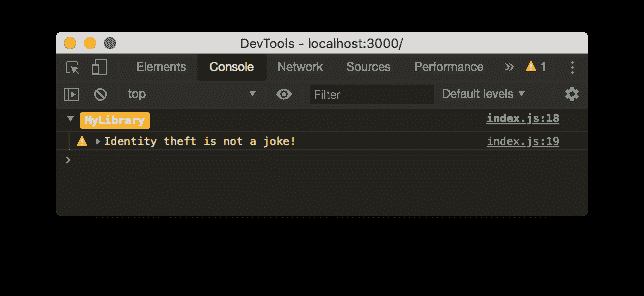 DevTools - localhost:3000/
Elements Console Network Sources Performance » 1
top Filter Default levels
MyLibrary index.js:18
Identity theft is not a joke! index.js:19